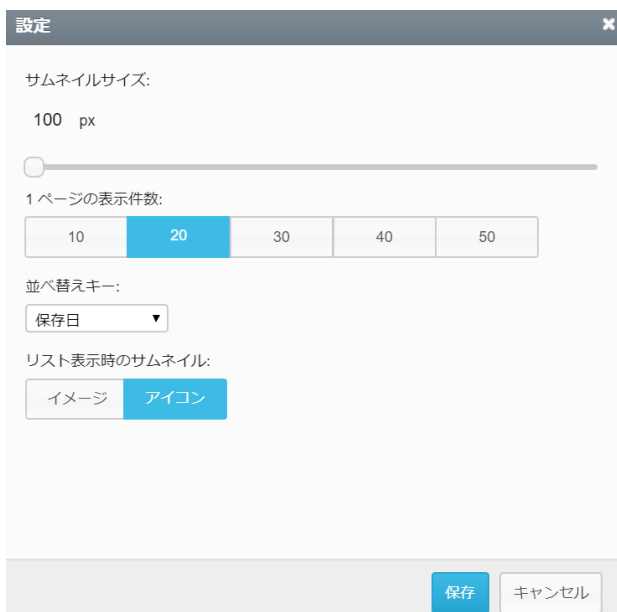 設定
サムネイルサイズ:
100 px
1 ページの表示件数:
10 20 30 40 50
並べ替えキー:
保存日
リスト表示時のサムネイル:
イメージ アイコン
保存 キャンセル